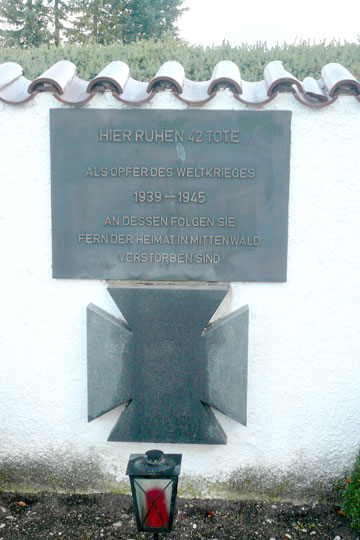 HIER RUHEN 42 TOTE
ALS OPFER DES WELTKRIEGES
1939—1945
AN DESSEN FOLGEN SIE
FERN DER HEIMAT IN MITTENWALD
VERSTORBEN SIND